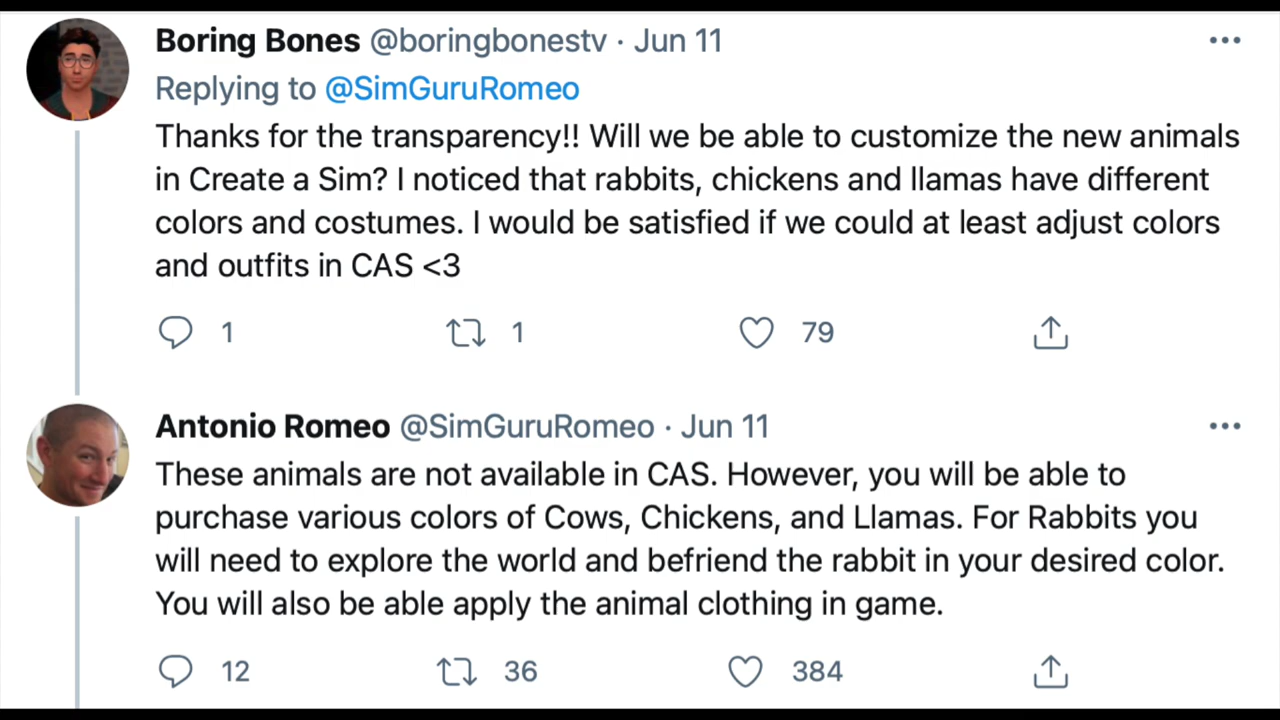 Boring Bones @boringbonestv · Jun 11
Replying to @SimGuruRomeo
Thanks for the transparency!! Will we be able to customize the new animals
in Create a Sim? I noticed that rabbits, chickens and llamas have different
colors and costumes. I would be satisfied if we could at least adjust colors
and outfits in CAS <3
1 1 79
Antonio Romeo @SimGuruRomeo · Jun 11
These animals are not available in CAS. However, you will be able to
purchase various colors of Cows, Chickens, and Llamas. For Rabbits you
will need to explore the world and befriend the rabbit in your desired color.
You will also be able apply the animal clothing in game.
12 36 384